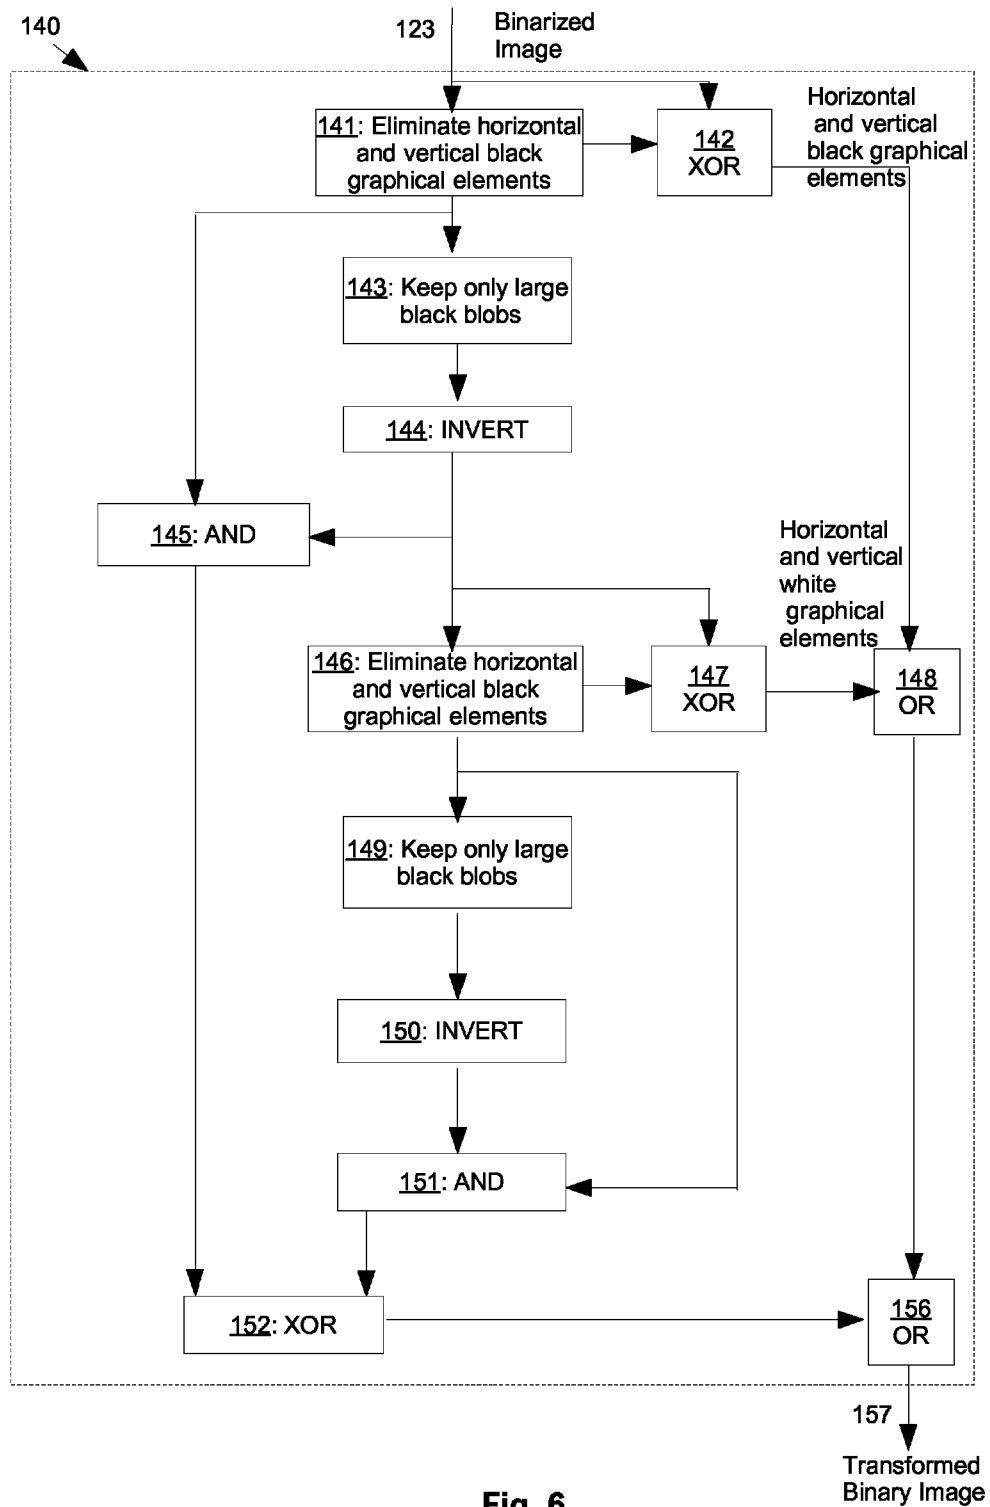 140
123
Binarized
Image
141: Eliminate horizontal
and vertical black
graphical elements
142
XOR
Horizontal
and vertical
black graphical
elements
143: Keep only large
black blobs
144: INVERT
145: AND
Horizontal
and vertical
white
graphical
elements
146: Eliminate horizontal
and vertical black
graphical elements
147
XOR
148
OR
149: Keep only large
black blobs
150: INVERT
151: AND
152: XOR
156
OR
157
Transformed
Binary Image
Fig. 6